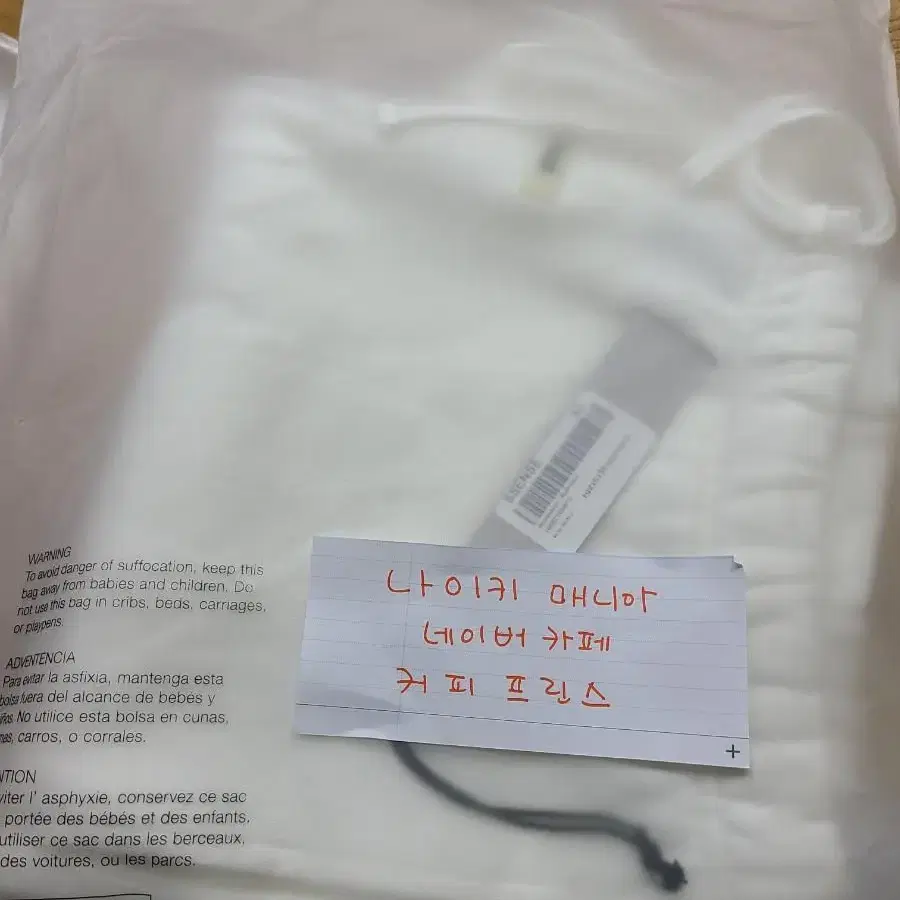 WARNING
To avoid danger of suffocation, keep this
bag away from babies and children. Do
not use this bag in cribs, beds, carriages,
or playpens.
ADVENTENCIA
Para evitar la asfixia, mantenga esta
bolsa fuera del alcance de bebés y
niños No utilice esta bolsa en cunas,
carros, o corrales.
NTION
viter l' asphyxie, conservez ce sac
portée des bébés et des enfants,
utiliser ce sac dans les berceaux,
des voitures, ou les parcs.
나이키 매니아
네이버 카페
커피 프린스
+